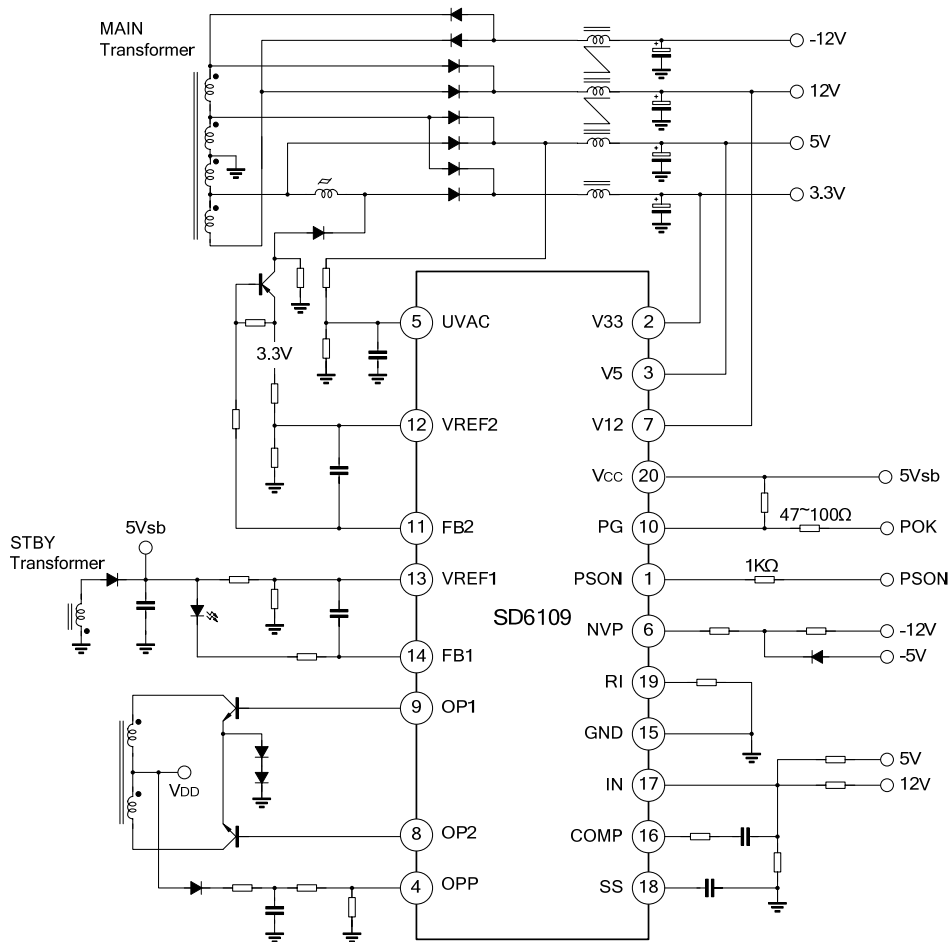 MAIN
Transformer
-12V
12V
5V
3.3V
5 UVAC
V33 2
3.3V
V5 3
12 VREF2
V12 7
VCC 20
5Vsb
11 FB2
PG 10
47~100Ω
POK
STBY
Transformer
5Vsb
13 VREF1
PSON 1
1KΩ
PSON
SD6109
NVP 6
-12V
-5V
14 FB1
RI 19
9 OP1
GND 15
5V
VDD
IN 17
12V
8 OP2
COMP 16
4 OPP
SS 18